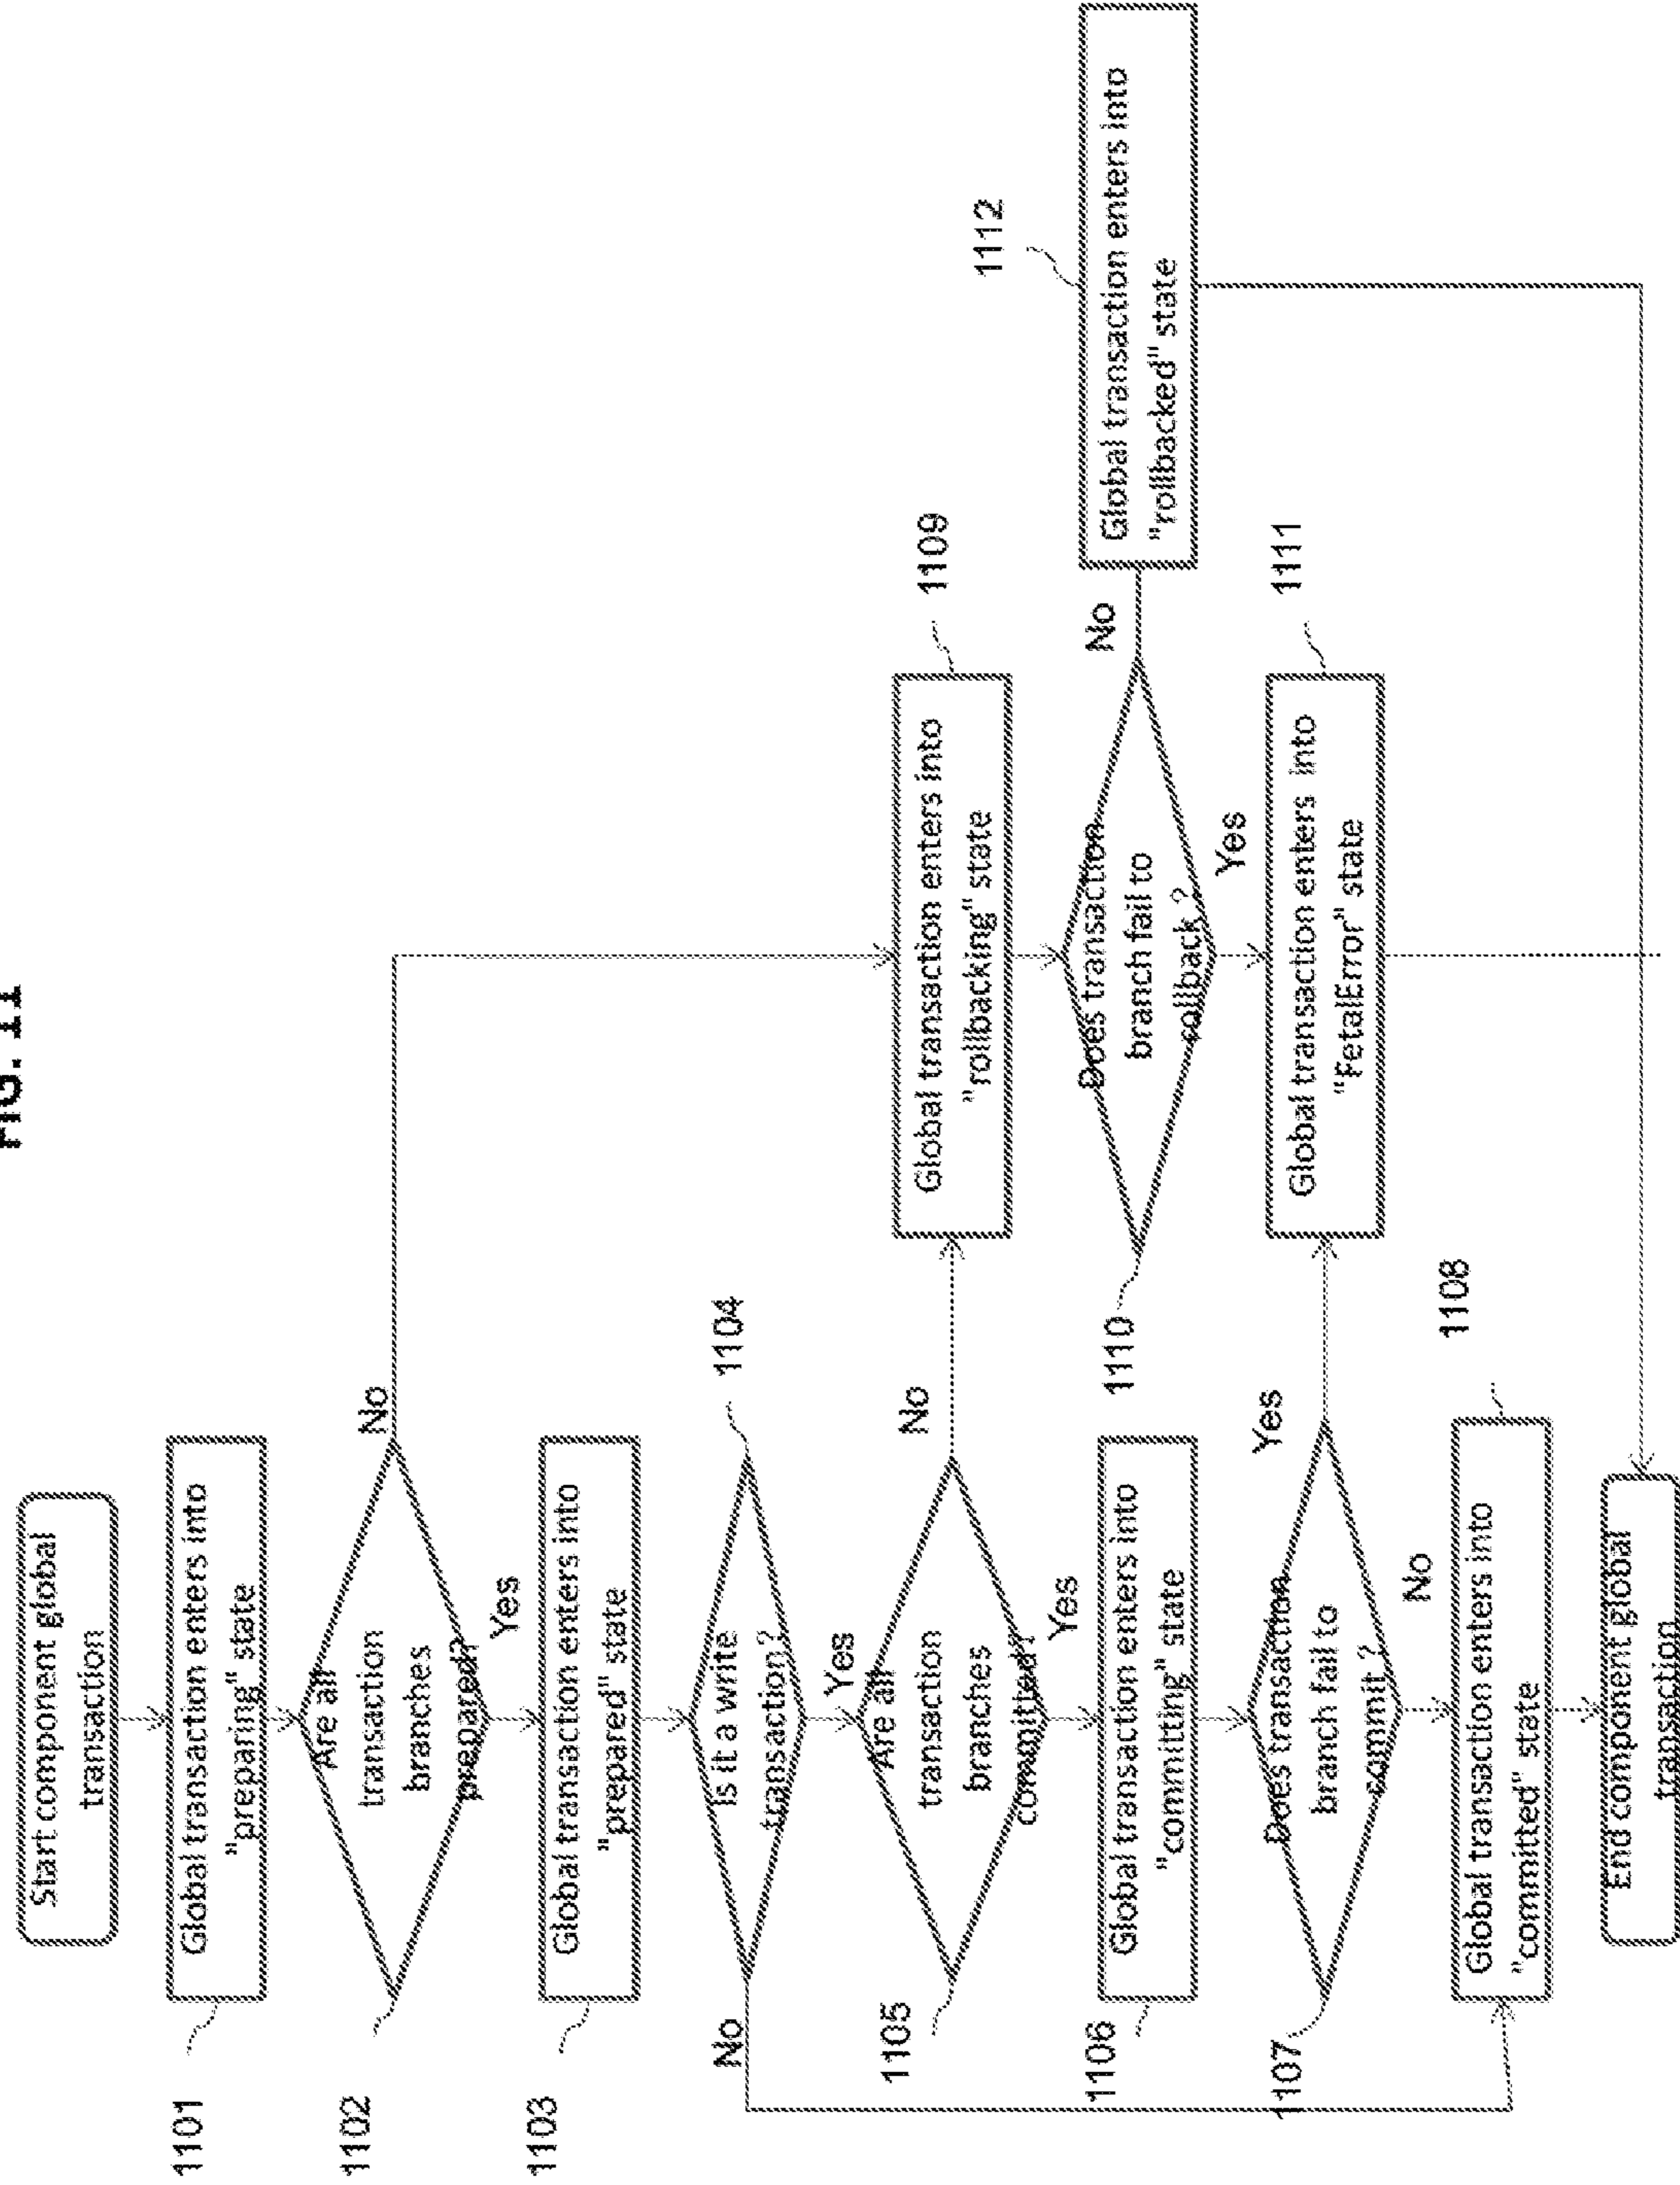 FIG. 11
Start component global
transaction
1101
Global transaction enters into
"preparing" state
1102
Are all
transaction
branches
prepared?
No
Yes
1103
Global transaction enters into
"prepared" state
1104
Is it a write
transaction?
No
Yes
1105
Are all
transaction
branches
committed?
No
Yes
1106
Global transaction enters into
"committing" state
1107
Does transaction
branch fail to
commit ?
Yes
No
1108
Global transaction enters into
"committed" state
End component global
transaction
1109
Global transaction enters into
"rollbacking" state
1110
Does transaction
branch fail to
rollback ?
No
Yes
1111
Global transaction enters into
"FetalError" state
1112
Global transaction enters into
"rollbacked" state